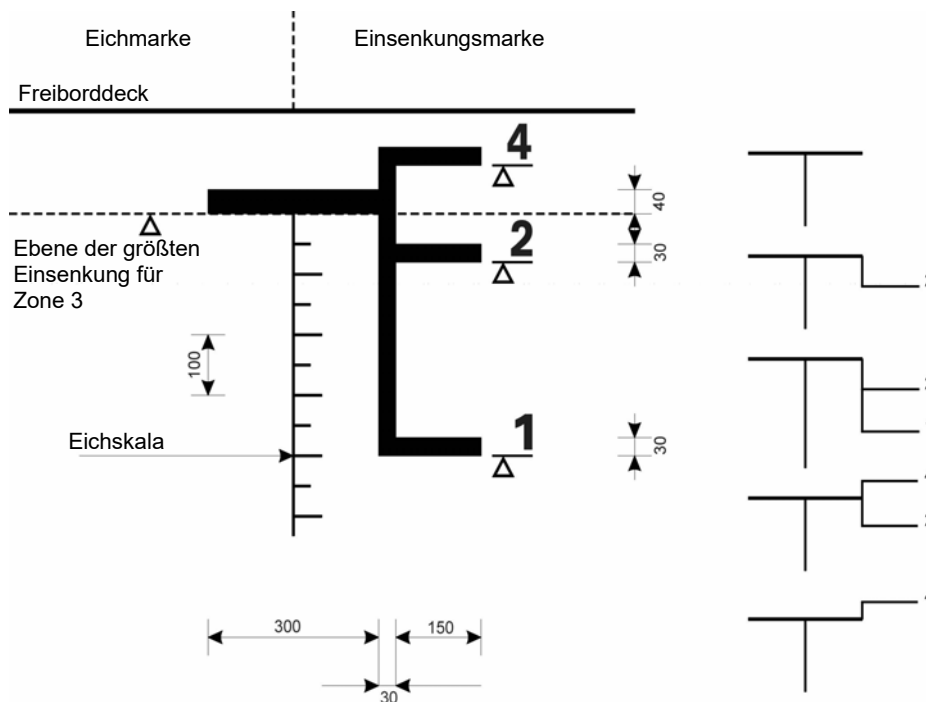 Eichmarke Einsenkungsmarke
Freiborddeck
4
40
Ebene der größten
Einsenkung für
Zone 3
2
30
100
Eichskala
1
30
300
150
30